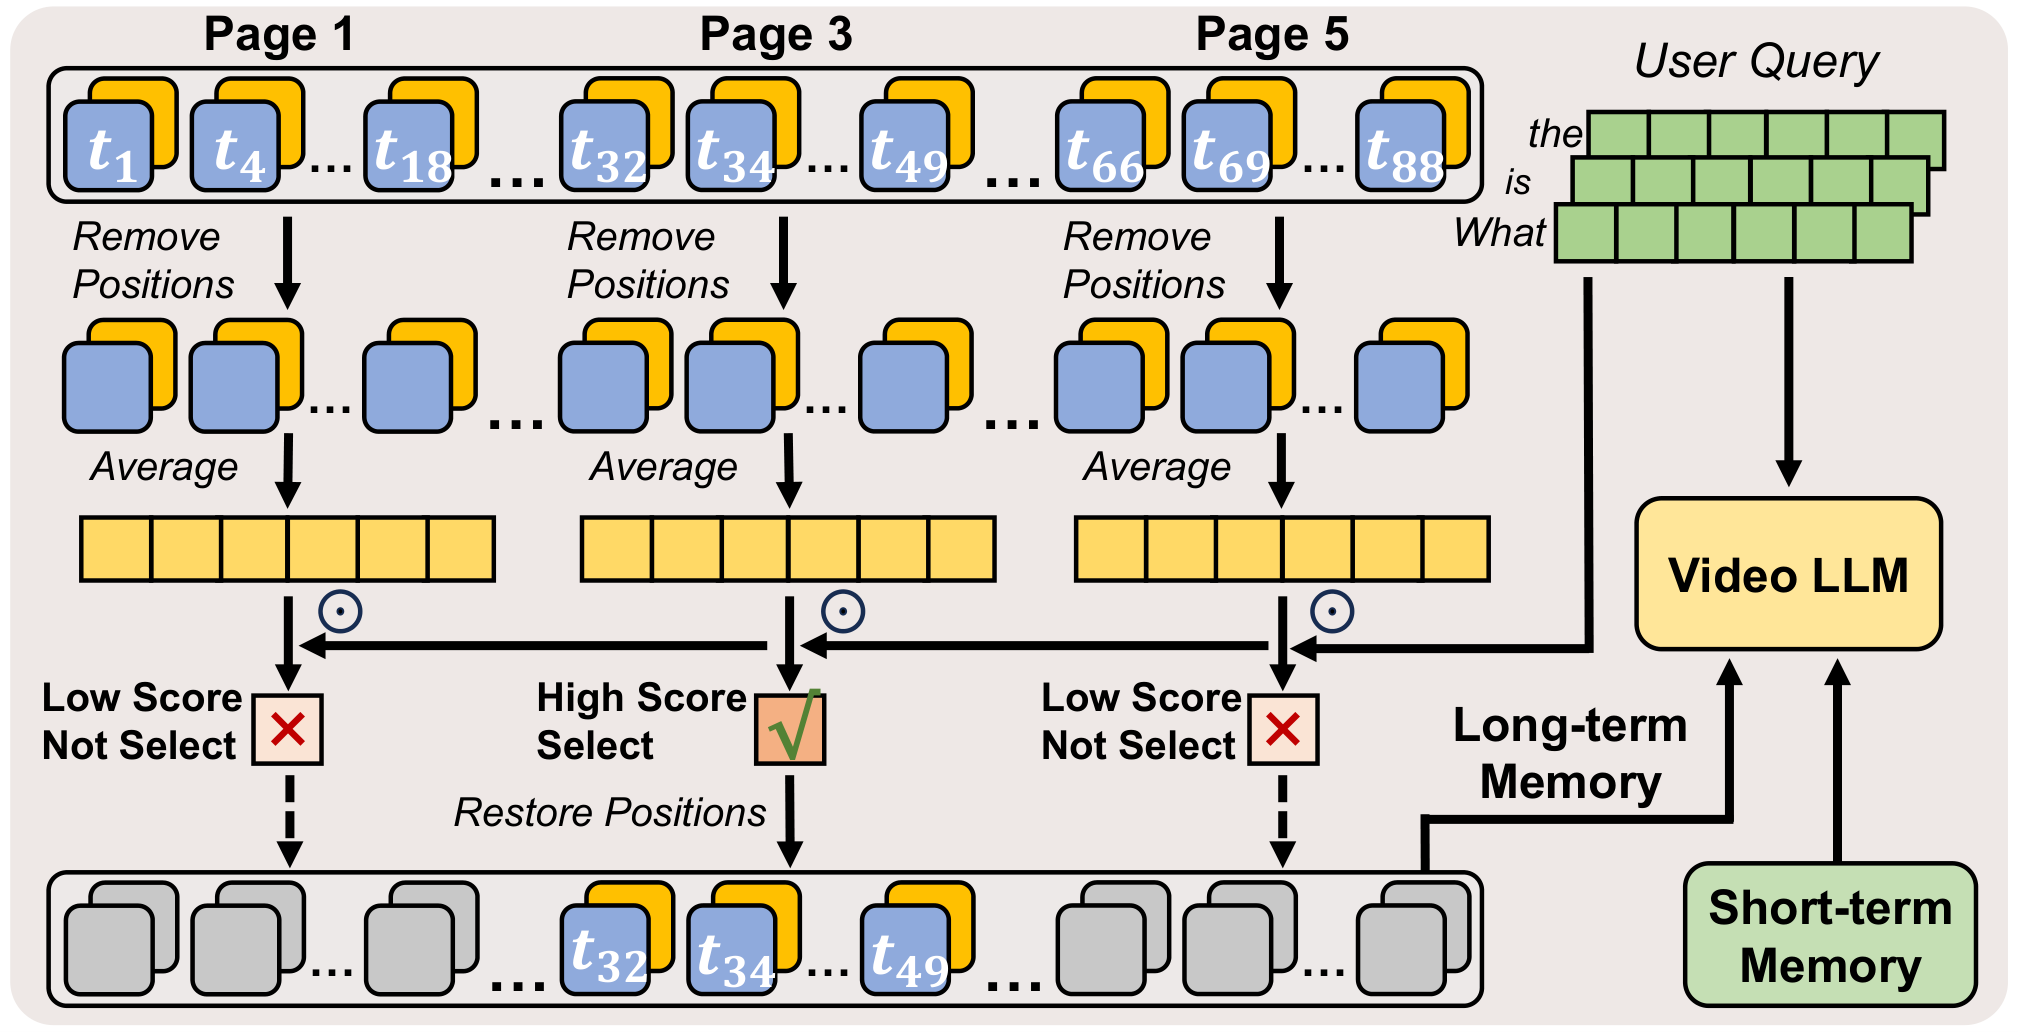 Page 1
Page 3
Page 5
User Query
t1 t4 ... t18 ... t32 t34 ... t49 ... t66 t69 ... t88
the
is
What
Remove
Positions
Remove
Positions
Remove
Positions
... ... ... ... ...
Average
Average
Average
Video LLM
Low Score
Not Select
×
High Score
Select
√
Low Score
Not Select
×
Long-term
Memory
Restore Positions
... ... t32 t34 ... t49 ... ...
Short-term
Memory